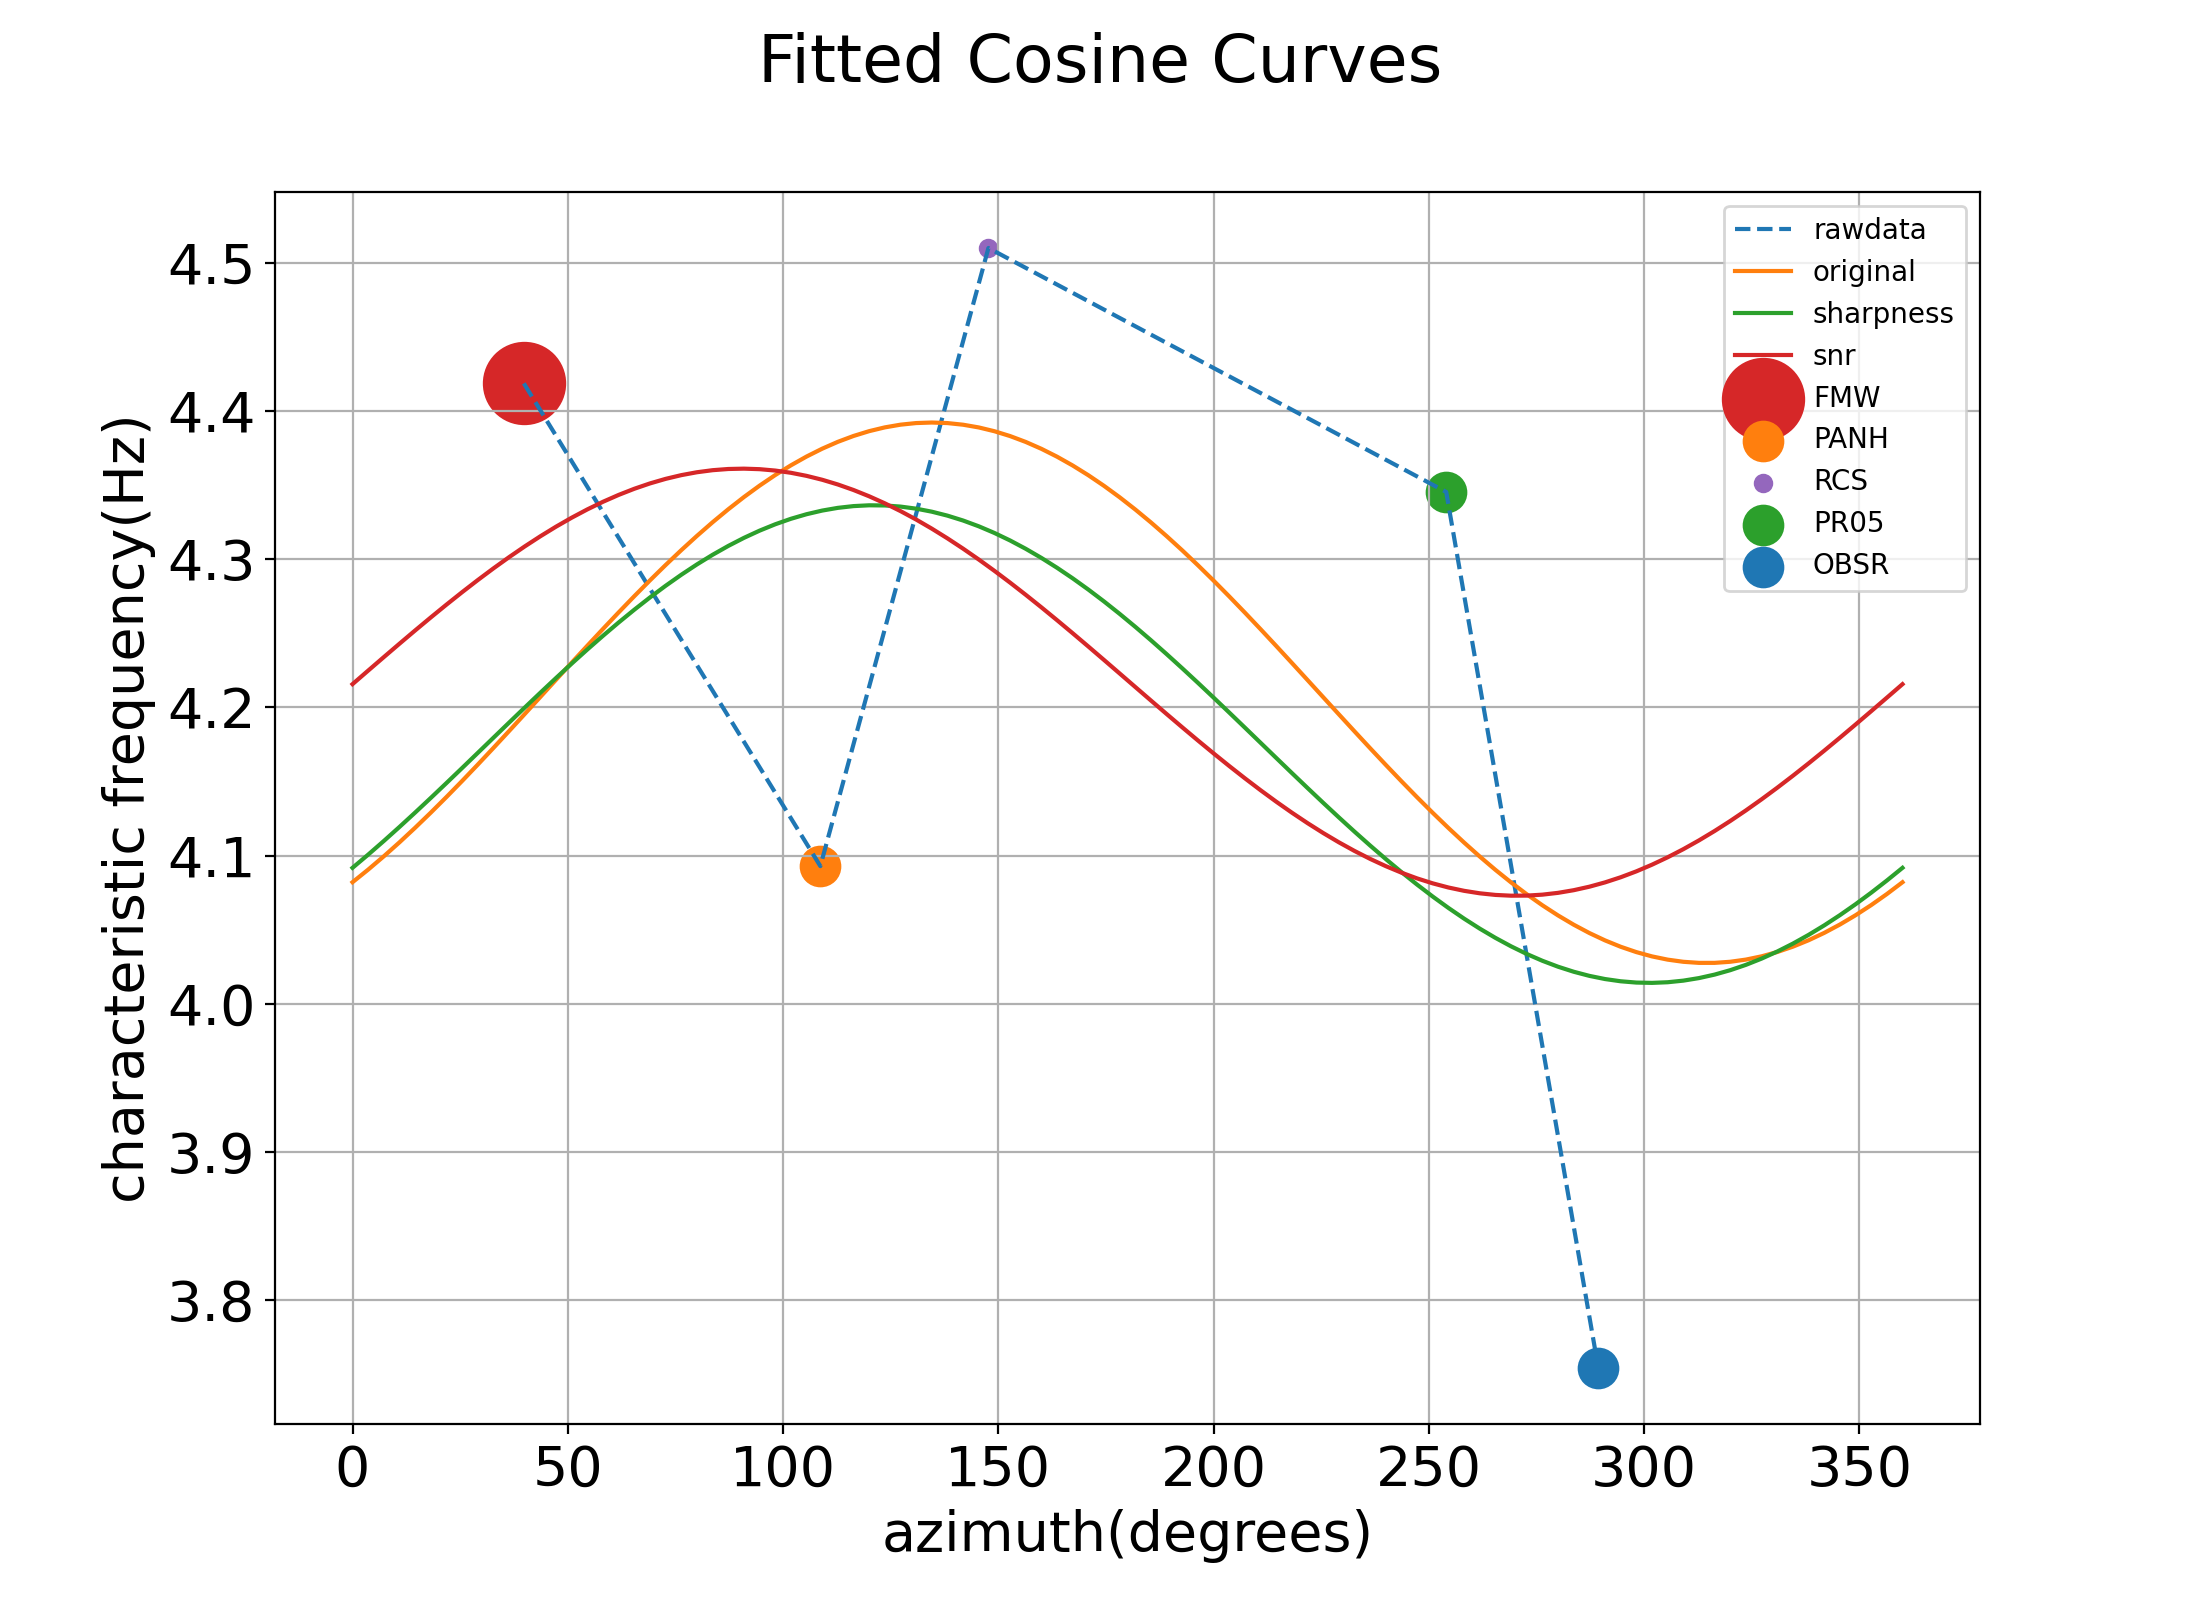 Fitted Cosine Curves
4.5
4.4
4.3
4.2
4.1
4.0
3.9
3.8
characteristic frequency(Hz)
rawdata
original
sharpness
snr
FMW
PANH
RCS
PR05
OBSR
0 50 100 150 200 250 300 350
azimuth(degrees)